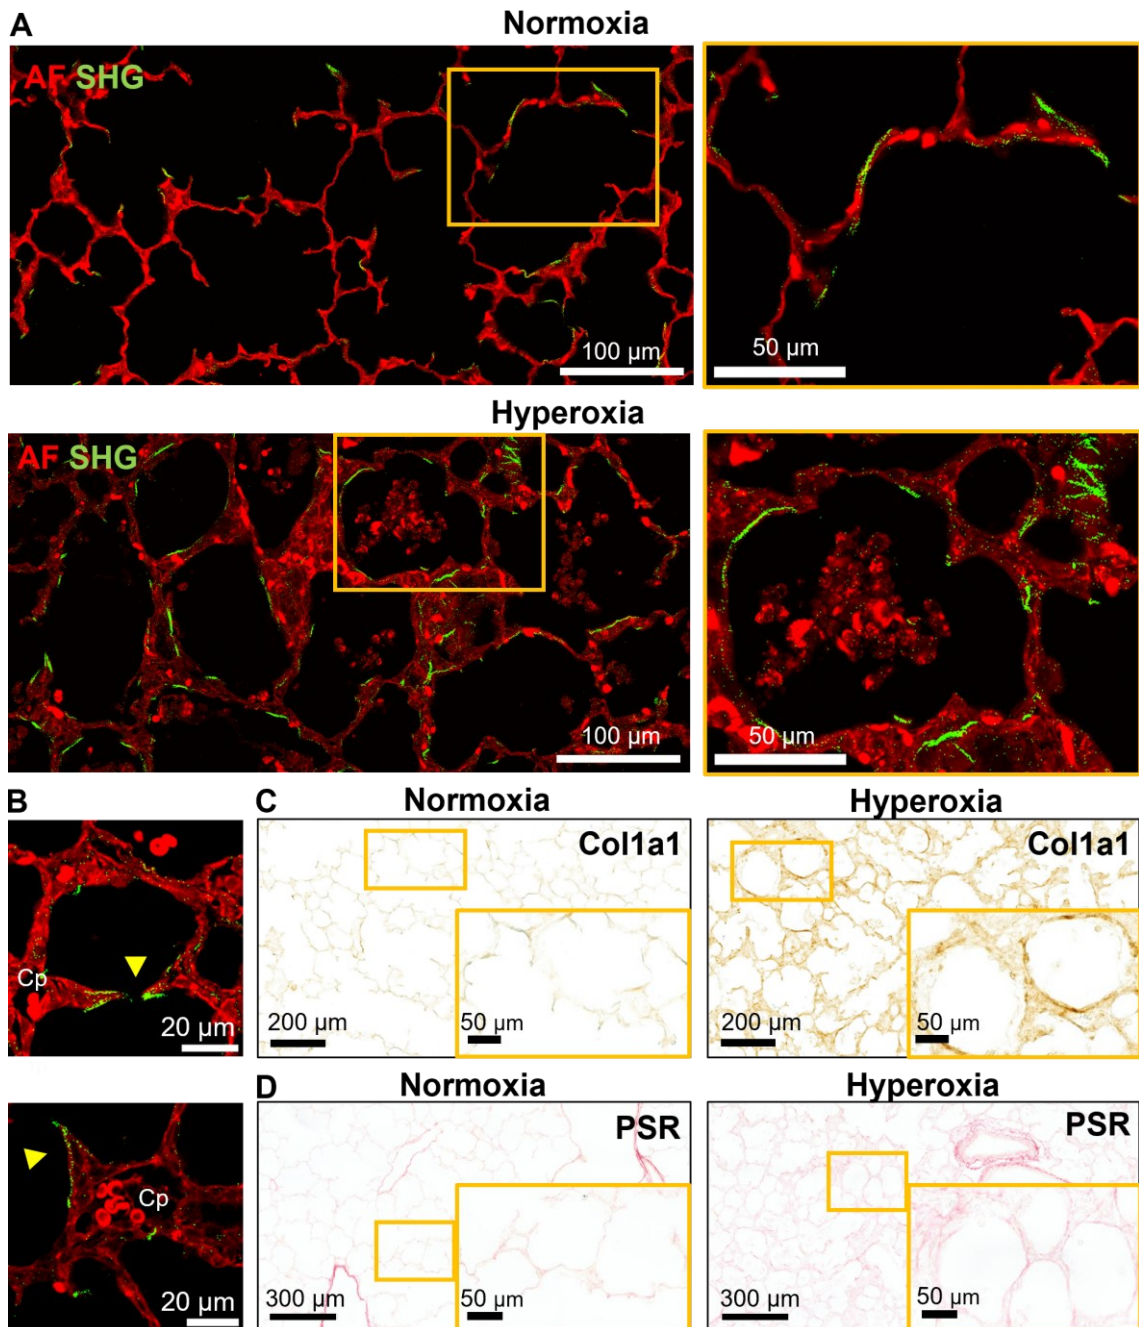 A
Normoxia
AF SHG
100 µm
50 µm
Hyperoxia
AF SHG
100 µm
50 µm
B
Cp
20 µm
Cp
20 µm
C
Normoxia
Hyperoxia
Col1a1
Col1a1
200 µm
50 µm
200 µm
50 µm
D
Normoxia
Hyperoxia
PSR
PSR
300 µm
50 µm
300 µm
50 µm